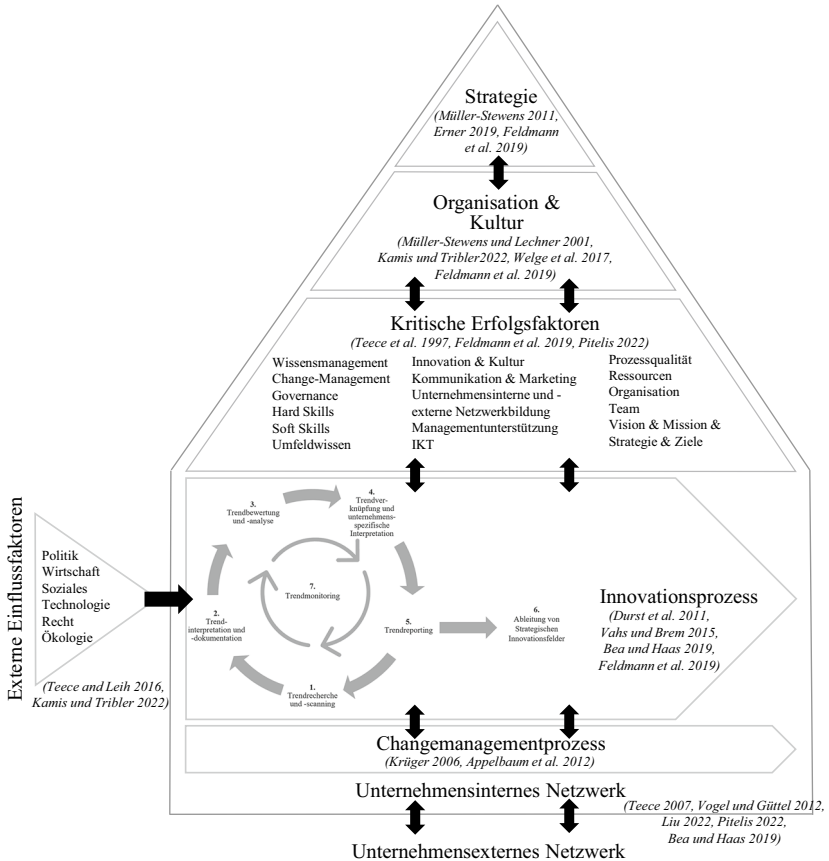 Strategie
(Müller-Stewens 2011,
Erner 2019, Feldmann
et al. 2019)
Organisation &
Kultur
(Müller-Stewens und Lechner 2001,
Kamis und Tribler2022, Welge et al. 2017,
Feldmann et al. 2019)
Kritische Erfolgsfaktoren
(Teece et al. 1997, Feldmann et al. 2019, Pitelis 2022)
Wissensmanagement
Change-Management
Governance
Hard Skills
Soft Skills
Umfeldwissen
Innovation & Kultur
Kommunikation & Marketing
Unternehmensinterne und -
externe Netzwerkbildung
Managementunterstützung
IKT
Prozessqualität
Ressourcen
Organisation
Team
Vision & Mission &
Strategie & Ziele
Externe Einflussfaktoren
Politik
Wirtschaft
Soziales
Technologie
Recht
Ökologie
(Teece and Leih 2016,
Kamis und Tribler 2022)
1.
Trendrecherche
und -scanning
2.
Trend-
interpretation und
-dokumentation
3.
Trendbewertung
und -analyse
4.
Trendver-
knüpfung und
unternehmens-
spezifische
Interpretation
5.
Trendreporting
6.
Ableitung von
Strategischen
Innovationsfelder
7.
Trendmonitoring
Innovationsprozess
(Durst et al. 2011,
Vahs und Brem 2015,
Bea und Haas 2019,
Feldmann et al. 2019)
Changemanagementprozess
(Krüger 2006, Appelbaum et al. 2012)
Unternehmensinternes Netzwerk
(Teece 2007, Vogel und Güttel 2012,
Liu 2022, Pitelis 2022,
Bea und Haas 2019)
Unternehmensexternes Netzwerk